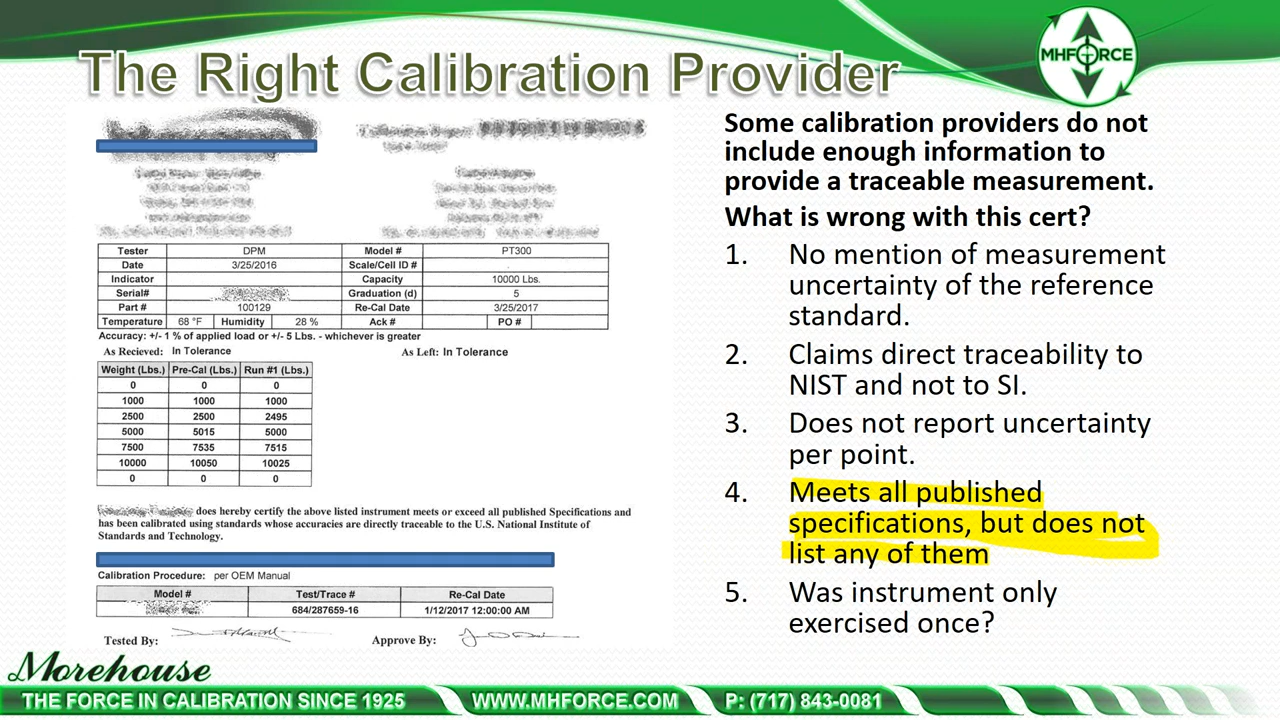 The Right Calibration Provider
MHFORCE
Some calibration providers do not
include enough information to
provide a traceable measurement.
What is wrong with this cert?
1. No mention of measurement
uncertainty of the reference
standard.
2. Claims direct traceability to
NIST and not to SI.
3. Does not report uncertainty
per point.
4. Meets all published
specifications, but does not
list any of them
5. Was instrument only
exercised once?
Tester DPM Model # PT300
Date 3/25/2016 Scale/Cell ID #
Indicator Capacity 10000 Lbs.
Serial# Graduation (d) 5
Part # 100129 Re-Cal Date 3/25/2017
Temperature 68 °F Humidity 28 % Ack # PO #
Accuracy: +/- 1 % of applied load or +/- 5 Lbs. - whichever is greater
As Recieved: In Tolerance As Left: In Tolerance
Weight (Lbs.) Pre-Cal (Lbs.) Run #1 (Lbs.)
0 0 0
1000 1000 1000
2500 2500 2495
5000 5015 5000
7500 7535 7515
10000 10050 10025
0 0 0
does hereby certify the above listed instrument meets or exceed all published Specifications and
has been calibrated using standards whose accuracies are directly traceable to the U.S. National Institute of
Standards and Technology.
Calibration Procedure: per OEM Manual
Model # Test/Trace # Re-Cal Date
684/287659-16 1/12/2017 12:00:00 AM
Tested By: Approve By:
Morehouse
THE FORCE IN CALIBRATION SINCE 1925 WWW.MHFORCE.COM P: (717) 843-0081